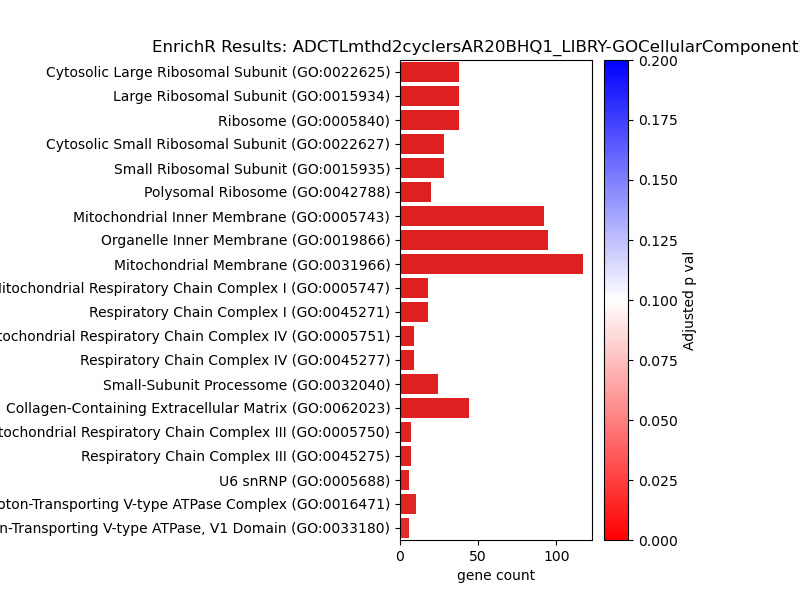 EnrichR Results: ADCTLmthd2cyclersAR20BHQ1_LIBRY-GOCellularComponent
Cytosolic Large Ribosomal Subunit (GO:0022625)
Large Ribosomal Subunit (GO:0015934)
Ribosome (GO:0005840)
Cytosolic Small Ribosomal Subunit (GO:0022627)
Small Ribosomal Subunit (GO:0015935)
Polysomal Ribosome (GO:0042788)
Mitochondrial Inner Membrane (GO:0005743)
Organelle Inner Membrane (GO:0019866)
Mitochondrial Membrane (GO:0031966)
itochondrial Respiratory Chain Complex I (GO:0005747)
Respiratory Chain Complex I (GO:0045271)
tochondrial Respiratory Chain Complex IV (GO:0005751)
Respiratory Chain Complex IV (GO:0045277)
Small-Subunit Processome (GO:0032040)
Collagen-Containing Extracellular Matrix (GO:0062023)
tochondrial Respiratory Chain Complex III (GO:0005750)
Respiratory Chain Complex III (GO:0045275)
U6 snRNP (GO:0005688)
oton-Transporting V-type ATPase Complex (GO:0016471)
n-Transporting V-type ATPase, V1 Domain (GO:0033180)
0 50 100
gene count
0.200
0.175
0.150
0.125
0.100
0.075
0.050
0.025
0.000
Adjusted p val